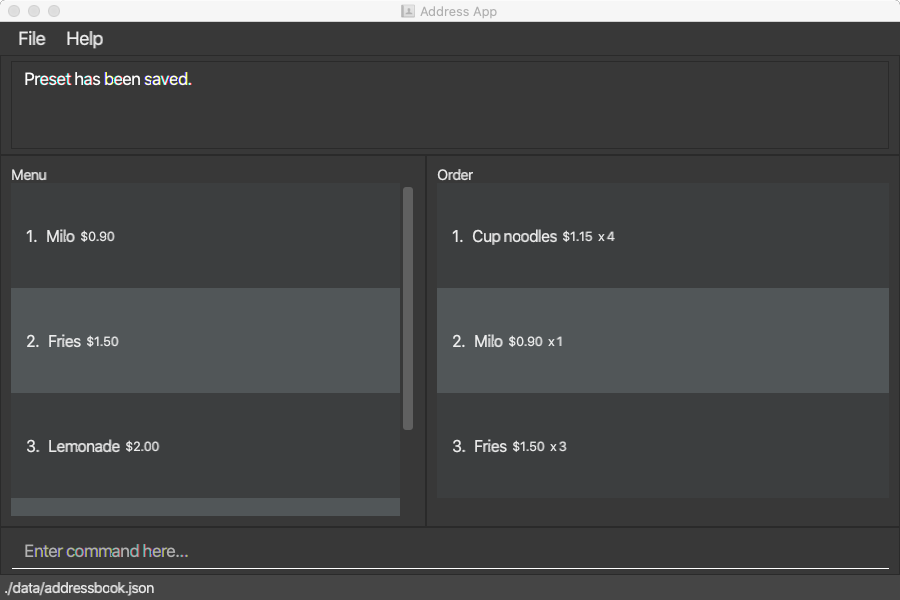 Address App
File Help
Preset has been saved.
Menu
1. Milo $0.90
2. Fries $1.50
3. Lemonade $2.00
Order
1. Cup noodles $1.15 x 4
2. Milo $0.90 x 1
3. Fries $1.50 x 3
Enter command here...
./data/addressbook.json